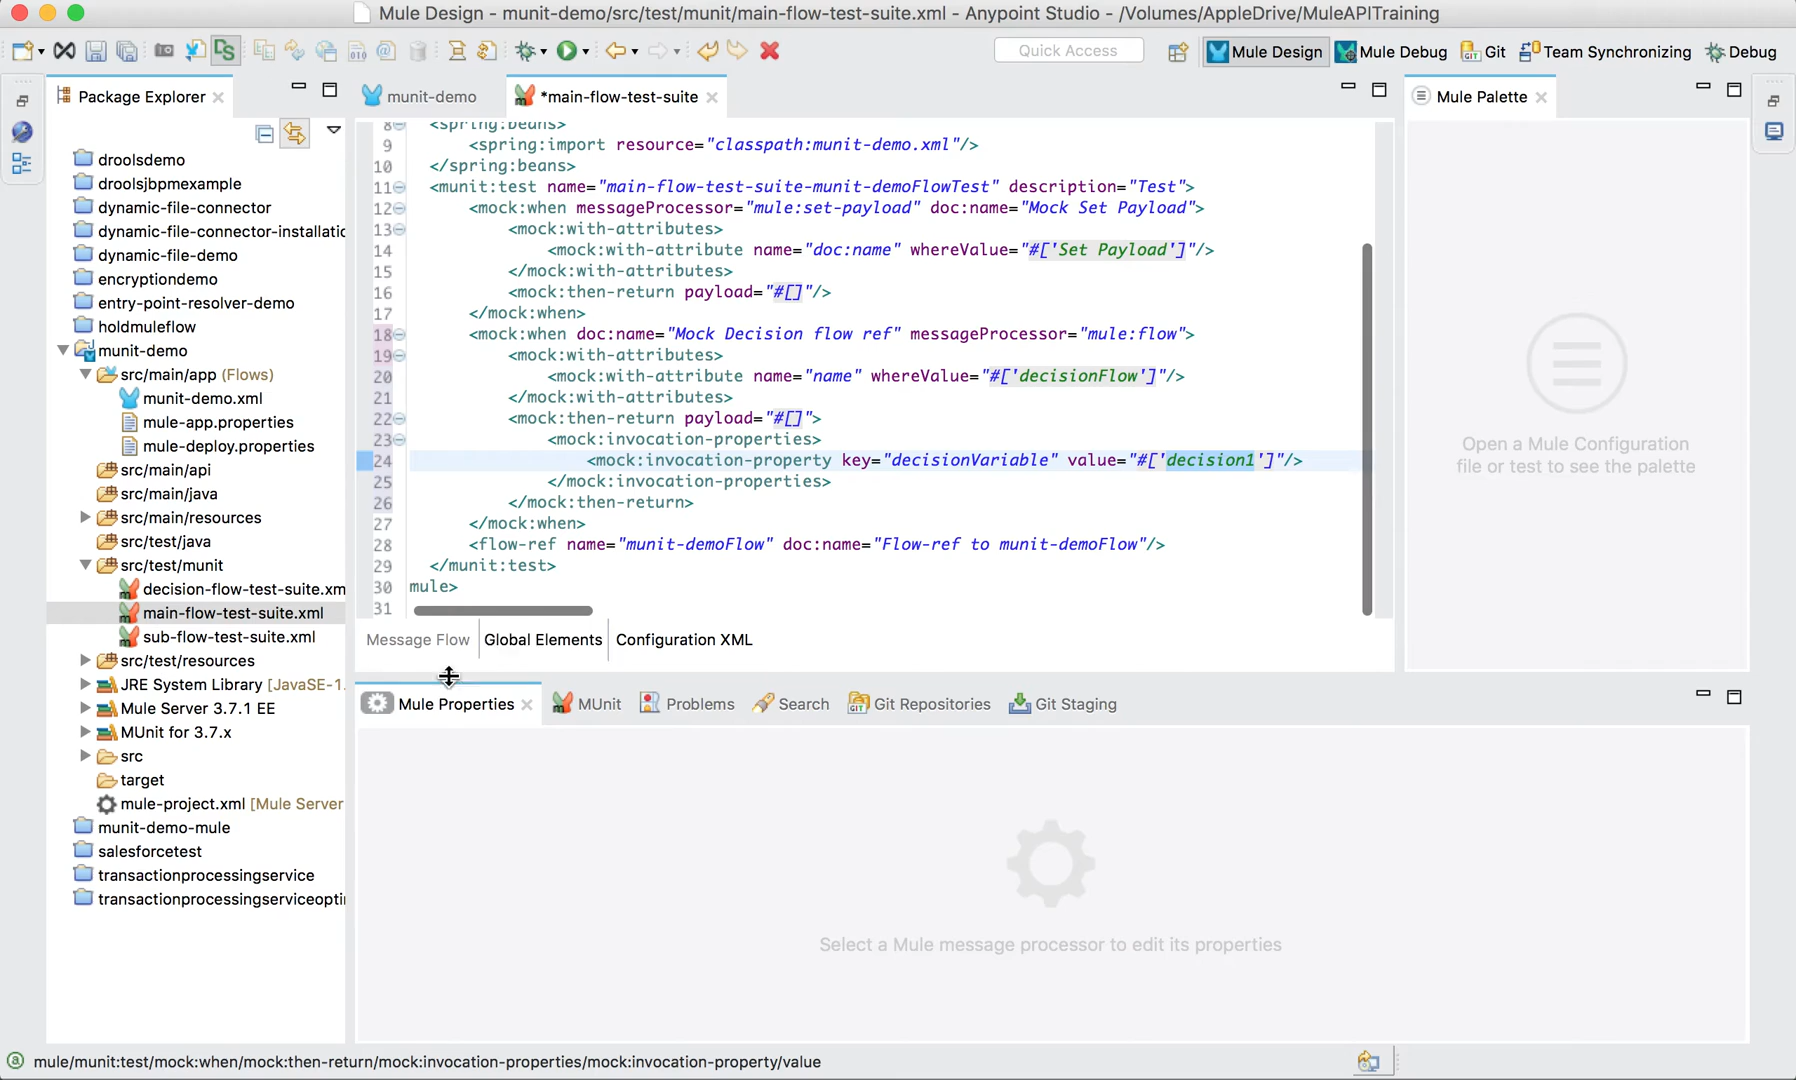 Mule Design - munit-demo/src/test/munit/main-flow-test-suite.xml - Anypoint Studio - /Volumes/AppleDrive/MuleAPITraining
Quick Access
Mule Design
Mule Debug
Git
Team Synchronizing
Debug
Package Explorer
munit-demo
*main-flow-test-suite
Mule Palette
droolsdemo
droolsjbpmexample
dynamic-file-connector
dynamic-file-connector-installatic
dynamic-file-demo
encryptiondemo
entry-point-resolver-demo
holdmuleflow
munit-demo
src/main/app (Flows)
munit-demo.xml
mule-app.properties
mule-deploy.properties
src/main/api
src/main/java
src/main/resources
src/test/java
src/test/munit
decision-flow-test-suite.xm
main-flow-test-suite.xml
sub-flow-test-suite.xml
src/test/resources
JRE System Library [JavaSE-1.
Mule Server 3.7.1 EE
MUnit for 3.7.x
src
target
mule-project.xml [Mule Server
munit-demo-mule
salesforcetest
transactionprocessingservice
transactionprocessingserviceopti
8 <spring:beans>
9 <spring:import resource="classpath:munit-demo.xml"/>
10 </spring:beans>
11 <munit:test name="main-flow-test-suite-munit-demoFlowTest" description="Test">
12 <mock:when messageProcessor="mule:set-payload" doc:name="Mock Set Payload">
13 <mock:with-attributes>
14 <mock:with-attribute name="doc:name" whereValue="#['Set Payload']"/>
15 </mock:with-attributes>
16 <mock:then-return payload="#[]"/>
17 </mock:when>
18 <mock:when doc:name="Mock Decision flow ref" messageProcessor="mule:flow">
19 <mock:with-attributes>
20 <mock:with-attribute name="name" whereValue="#['decisionFlow']"/>
21 </mock:with-attributes>
22 <mock:then-return payload="#[]">
23 <mock:invocation-properties>
24 <mock:invocation-property key="decisionVariable" value="#['decision1']"/>
25 </mock:invocation-properties>
26 </mock:then-return>
27 </mock:when>
28 <flow-ref name="munit-demoFlow" doc:name="Flow-ref to munit-demoFlow"/>
29 </munit:test>
30 mule>
31
Open a Mule Configuration
file or test to see the palette
Message Flow
Global Elements
Configuration XML
Mule Properties
MUnit
Problems
Search
Git Repositories
Git Staging
Select a Mule message processor to edit its properties
mule/munit:test/mock:when/mock:then-return/mock:invocation-properties/mock:invocation-property/value